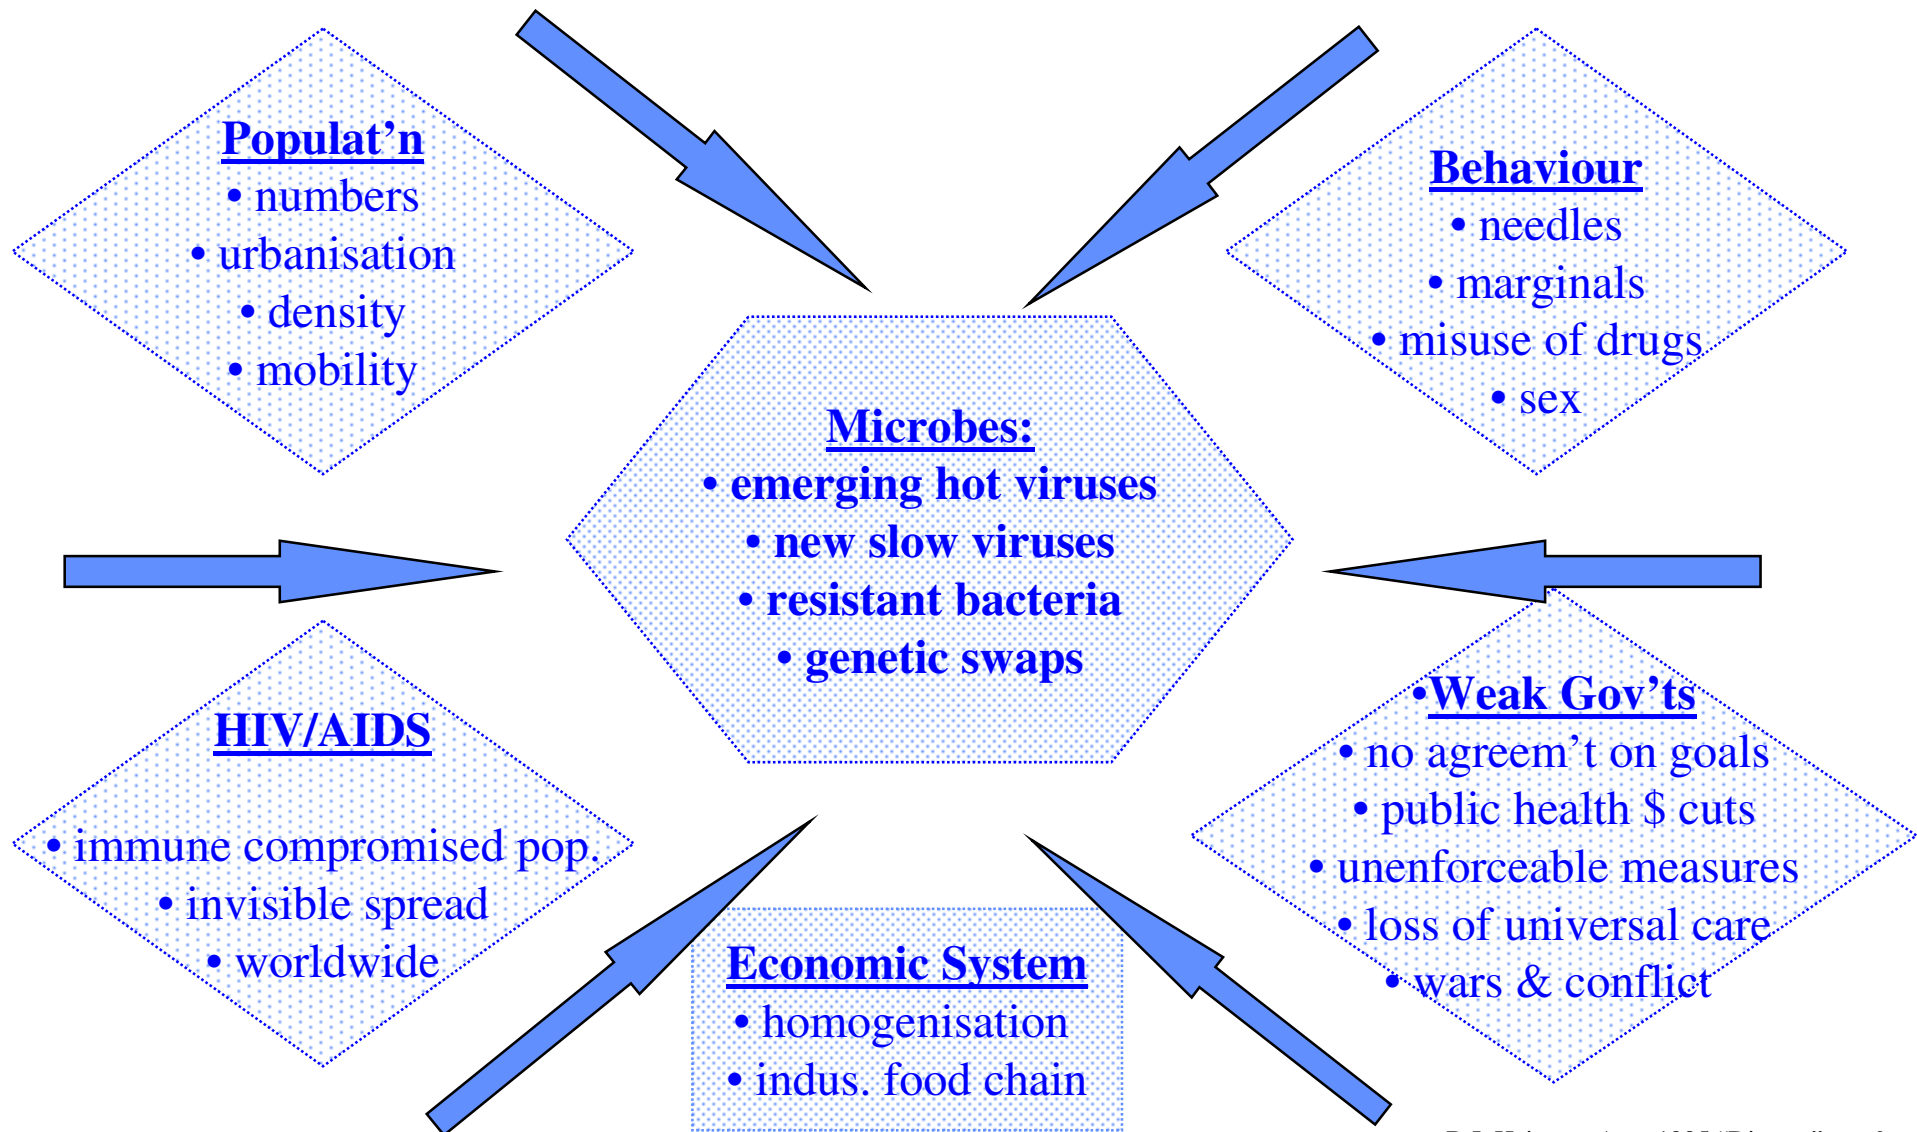 Populat’n
• numbers
• urbanisation
• density
• mobility
Behaviour
• needles
• marginals
• misuse of drugs
• sex
Microbes:
• emerging hot viruses
• new slow viruses
• resistant bacteria
• genetic swaps
HIV/AIDS
• immune compromised pop.
• invisible spread
• worldwide
•Weak Gov’ts
• no agreem’t on goals
• public health $ cuts
• unenforceable measures
• loss of universal care
• wars & conflict
Economic System
• homogenisation
• indus. food chain